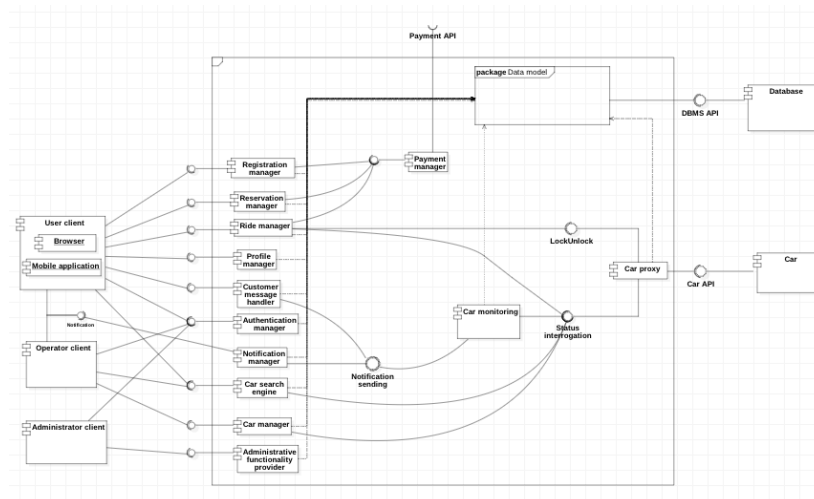 Payment API
package Data model
Database
DBMS API
Registration
manager
Payment
manager
Reservation
manager
User client
Ride manager
Browser
LockUnlock
Profile
manager
Mobile application
Car proxy
Car
Car API
Customer
message
handler
Car monitoring
Notification
Authentication
manager
Status
interrogation
Operator client
Notification
manager
Notification
sending
Car search
engine
Administrator client
Car manager
Administrative
functionality
provider